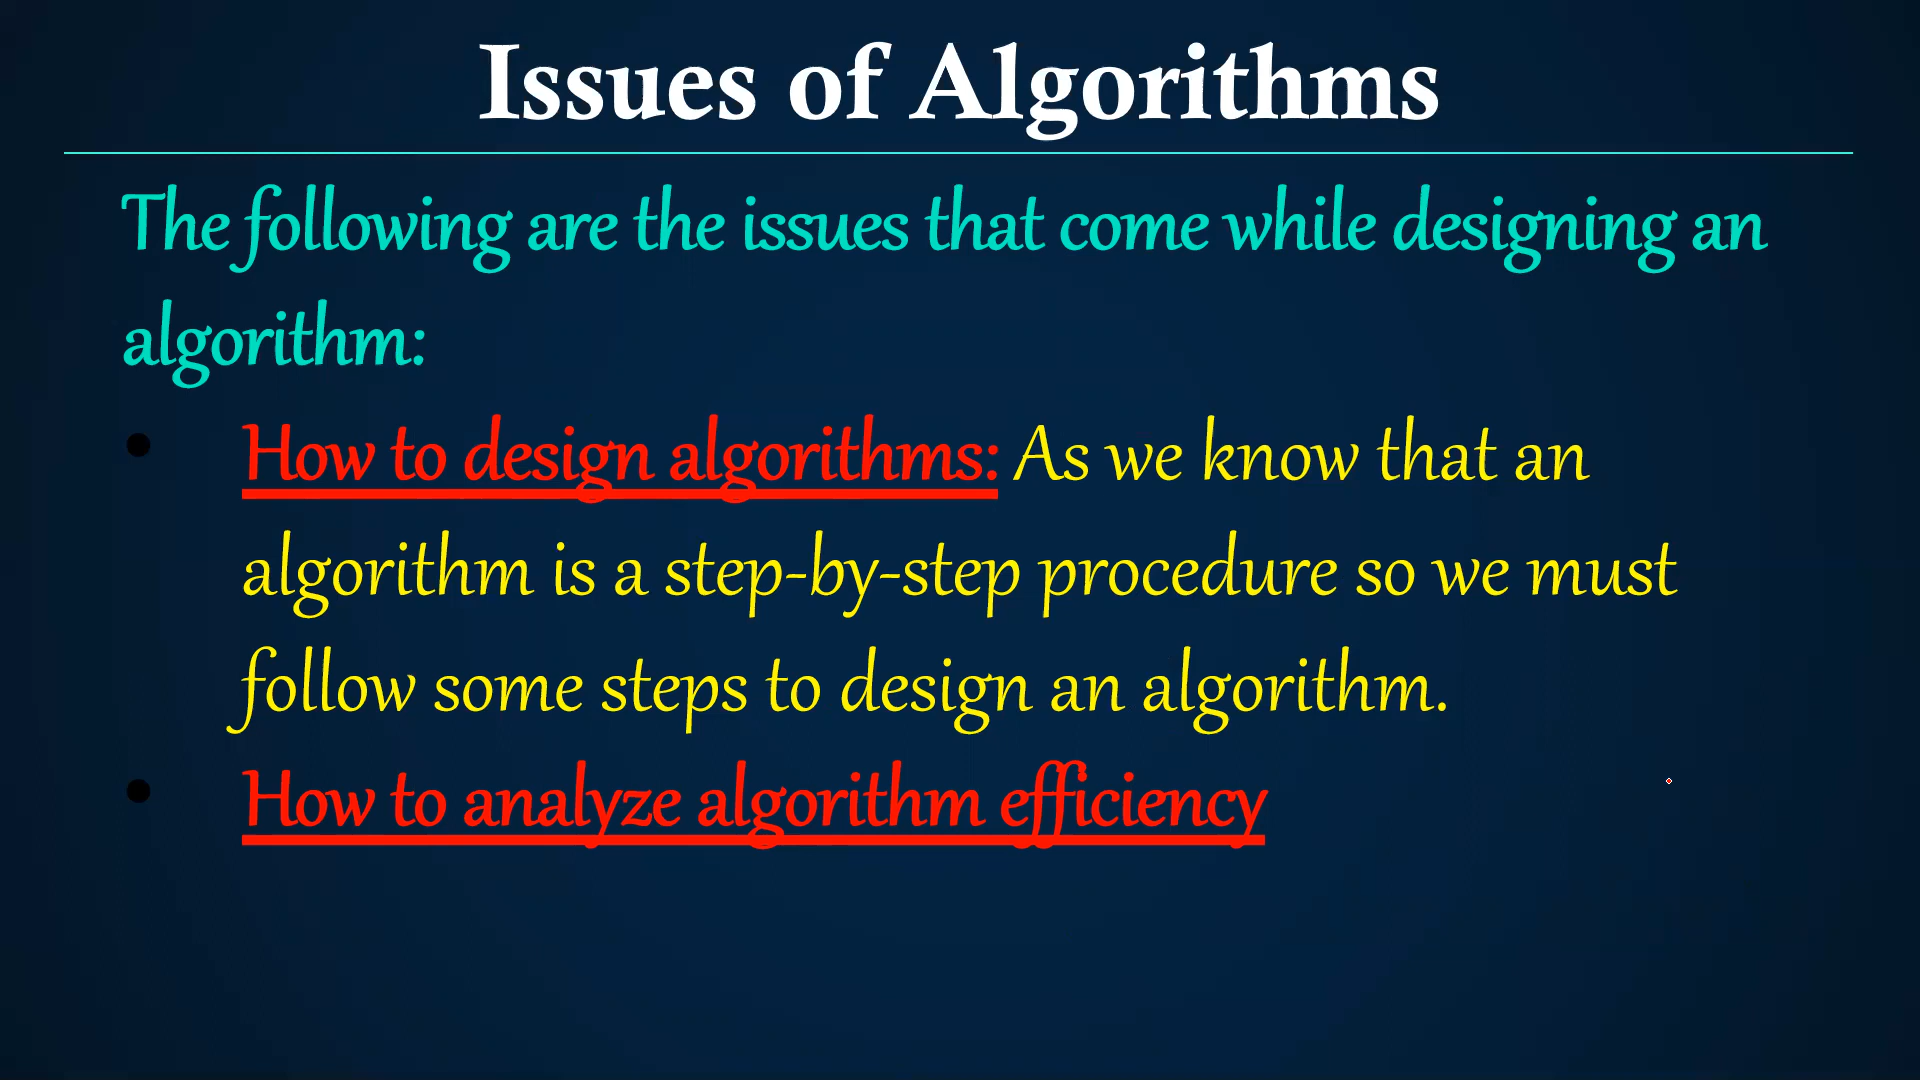 Issues of Algorithms
The following are the issues that come while designing an
algorithm:
• How to design algorithms: As we know that an
algorithm is a step-by-step procedure so we must
follow some steps to design an algorithm.
• How to analyze algorithm efficiency